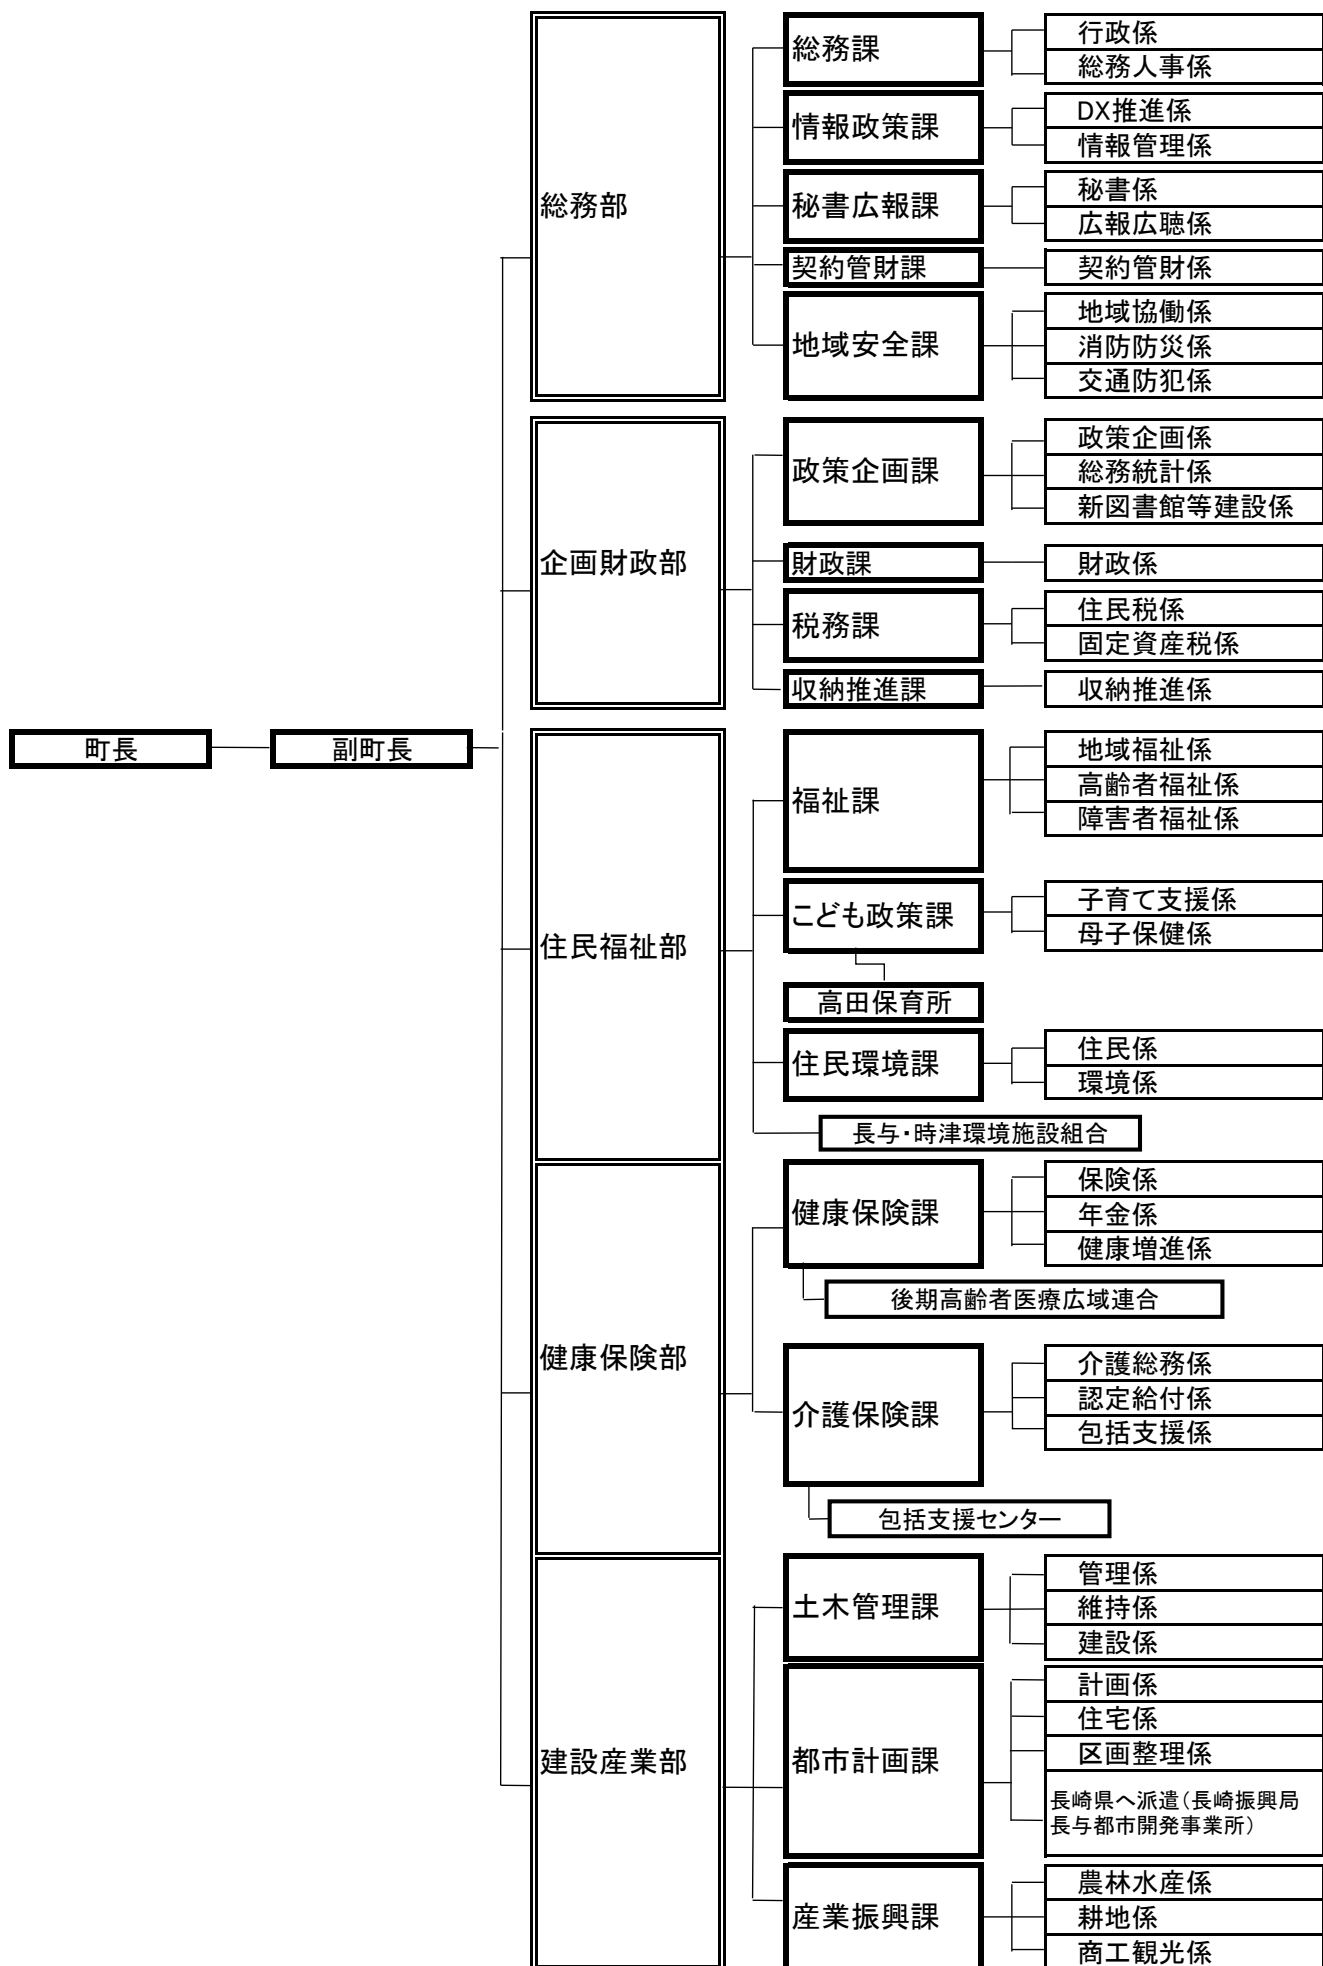 町長
副町長
総務部
総務課
行政係
総務人事係
情報政策課
DX推進係
情報管理係
秘書広報課
秘書係
広報広聴係
契約管財課
契約管財係
地域安全課
地域協働係
消防防災係
交通防犯係
企画財政部
政策企画課
政策企画係
総務統計係
新図書館等建設係
財政課
財政係
税務課
住民税係
固定資産税係
収納推進課
収納推進係
住民福祉部
福祉課
地域福祉係
高齢者福祉係
障害者福祉係
こども政策課
子育て支援係
母子保健係
高田保育所
住民環境課
住民係
環境係
長与・時津環境施設組合
健康保険部
健康保険課
保険係
年金係
健康増進係
後期高齢者医療広域連合
介護保険課
介護総務係
認定給付係
包括支援係
包括支援センター
建設産業部
土木管理課
管理係
維持係
建設係
都市計画課
計画係
住宅係
区画整理係
長崎県へ派遣(長崎振興局
長与都市開発事業所)
産業振興課
農林水産係
耕地係
商工観光係